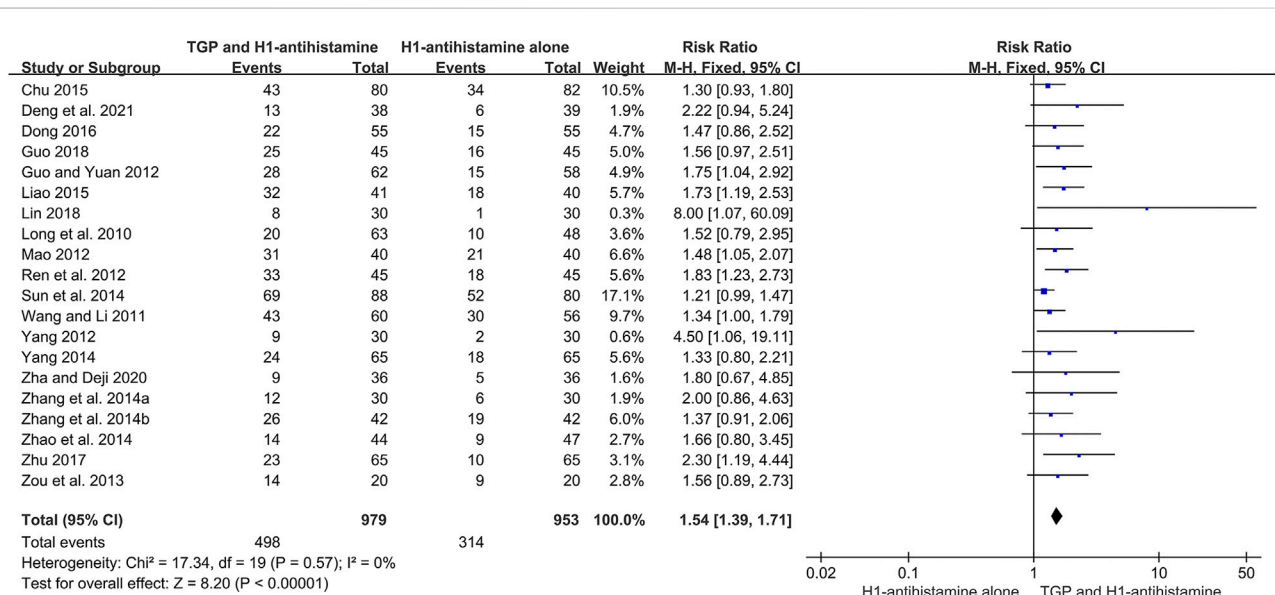 TGP and H1-antihistamine H1-antihistamine alone Risk Ratio Risk Ratio
Study or Subgroup Events Total Events Total Weight M-H, Fixed, 95% CI M-H, Fixed, 95% CI
Chu 2015 43 80 34 82 10.5% 1.30 [0.93, 1.80]
Deng et al. 2021 13 38 6 39 1.9% 2.22 [0.94, 5.24]
Dong 2016 22 55 15 55 4.7% 1.47 [0.86, 2.52]
Guo 2018 25 45 16 45 5.0% 1.56 [0.97, 2.51]
Guo and Yuan 2012 28 62 15 58 4.9% 1.75 [1.04, 2.92]
Liao 2015 32 41 18 40 5.7% 1.73 [1.19, 2.53]
Lin 2018 8 30 1 30 0.3% 8.00 [1.07, 60.09]
Long et al. 2010 20 63 10 48 3.6% 1.52 [0.79, 2.95]
Mao 2012 31 40 21 40 6.6% 1.48 [1.05, 2.07]
Ren et al. 2012 33 45 18 45 5.6% 1.83 [1.23, 2.73]
Sun et al. 2014 69 88 52 80 17.1% 1.21 [0.99, 1.47]
Wang and Li 2011 43 60 30 56 9.7% 1.34 [1.00, 1.79]
Yang 2012 9 30 2 30 0.6% 4.50 [1.06, 19.11]
Yang 2014 24 65 18 65 5.6% 1.33 [0.80, 2.21]
Zha and Deji 2020 9 36 5 36 1.6% 1.80 [0.67, 4.85]
Zhang et al. 2014a 12 30 6 30 1.9% 2.00 [0.86, 4.63]
Zhang et al. 2014b 26 42 19 42 6.0% 1.37 [0.91, 2.06]
Zhao et al. 2014 14 44 9 47 2.7% 1.66 [0.80, 3.45]
Zhu 2017 23 65 10 65 3.1% 2.30 [1.19, 4.44]
Zou et al. 2013 14 20 9 20 2.8% 1.56 [0.89, 2.73]
Total (95% CI) 979 953 100.0% 1.54 [1.39, 1.71]
Total events 498 314
Heterogeneity: Chi² = 17.34, df = 19 (P = 0.57); I² = 0%
Test for overall effect: Z = 8.20 (P < 0.00001)
0.02 0.1 1 10 50
H1-antihistamine alone TGP and H1-antihistamine